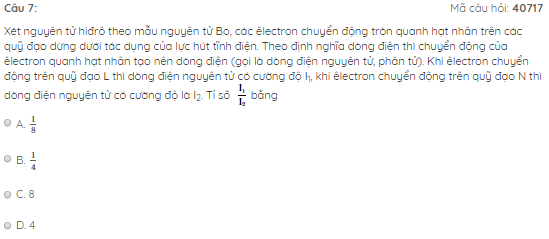 Câu 7: Mã câu hỏi: 40717
Xét nguyên tử hiđrô theo mẫu nguyên tử Bo, các êlectron chuyển động tròn quanh hạt nhân trên các
quỹ đạo dừng dưới tác dụng của lực hút tĩnh điện. Theo định nghĩa dòng điện thì chuyển động của
êlectron quanh hạt nhân tạo nên dòng điện (gọi là dòng điện nguyên tử, phân tử). Khi êlectron chuyển
động trên quỹ đạo L thì dòng điện nguyên tử có cường độ I₁, khi êlectron chuyển động trên quỹ đạo N thì
dòng điện nguyên tử có cường độ là I₂. Tỉ số I₁/I₂ bằng
A. 1/8
B. 1/4
C. 8
D. 4